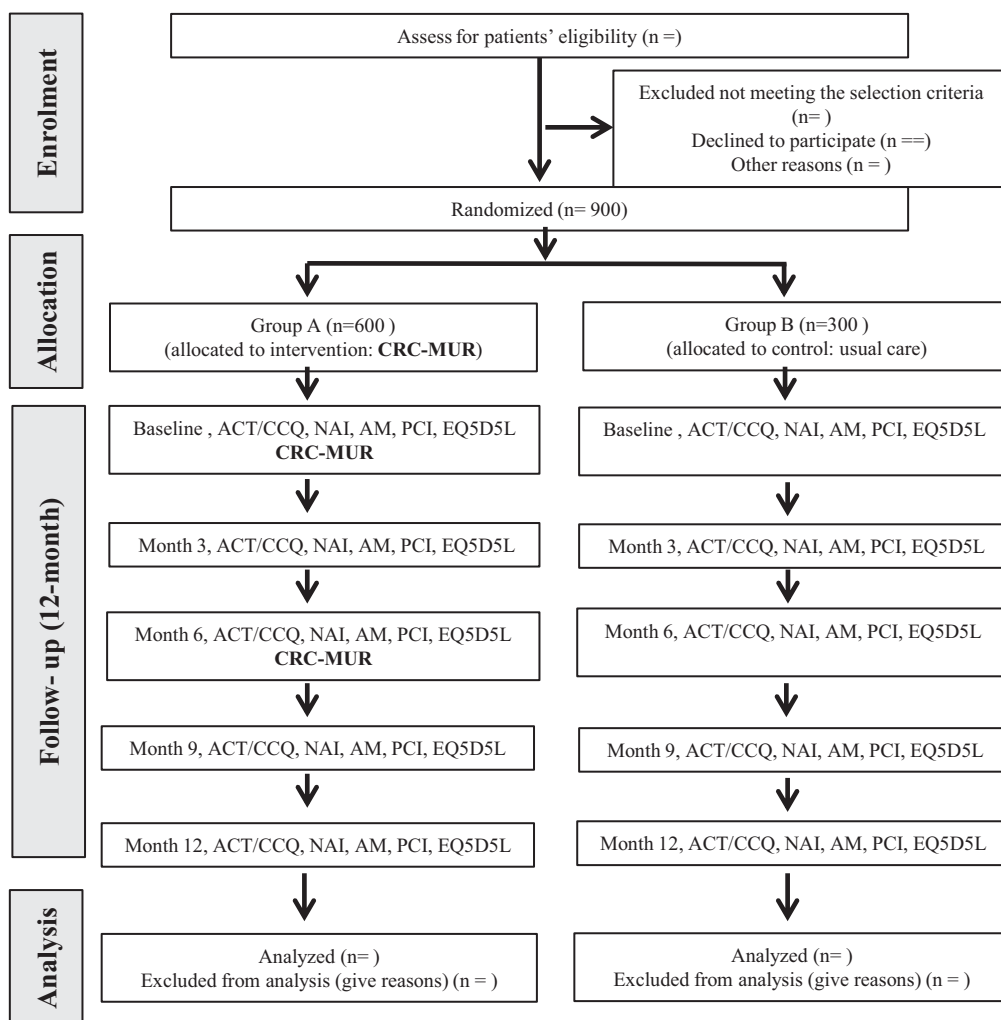 Enrolment
Assess for patients’ eligibility (n =)
Excluded not meeting the selection criteria
(n= )
Declined to participate (n ==)
Other reasons (n = )
Randomized (n= 900)
Allocation
Group A (n=600 )
(allocated to intervention: CRC-MUR)
Group B (n=300 )
(allocated to control: usual care)
Follow- up (12-month)
Baseline , ACT/CCQ, NAI, AM, PCI, EQ5D5L
CRC-MUR
Baseline , ACT/CCQ, NAI, AM, PCI, EQ5D5L
Month 3, ACT/CCQ, NAI, AM, PCI, EQ5D5L
Month 3, ACT/CCQ, NAI, AM, PCI, EQ5D5L
Month 6, ACT/CCQ, NAI, AM, PCI, EQ5D5L
CRC-MUR
Month 6, ACT/CCQ, NAI, AM, PCI, EQ5D5L
Month 9, ACT/CCQ, NAI, AM, PCI, EQ5D5L
Month 9, ACT/CCQ, NAI, AM, PCI, EQ5D5L
Month 12, ACT/CCQ, NAI, AM, PCI, EQ5D5L
Month 12, ACT/CCQ, NAI, AM, PCI, EQ5D5L
Analysis
Analyzed (n= )
Excluded from analysis (give reasons) (n = )
Analyzed (n= )
Excluded from analysis (give reasons) (n = )